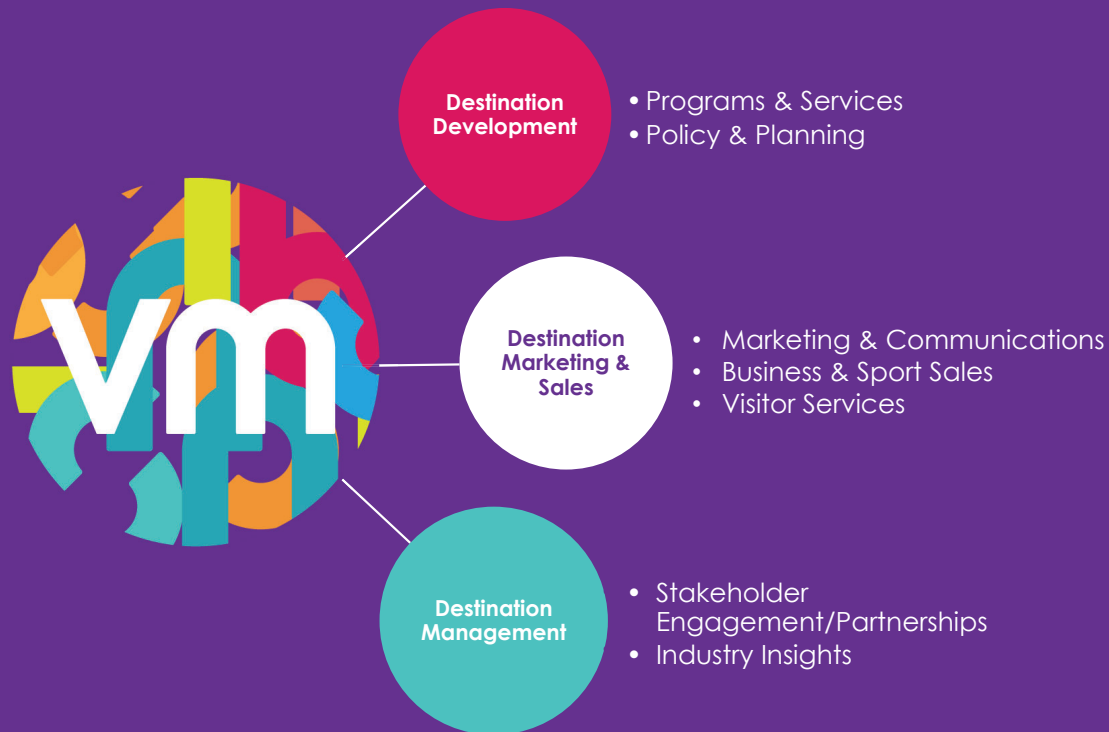 Destination
Development
• Programs & Services
• Policy & Planning
vm
Destination
Marketing &
Sales
• Marketing & Communications
• Business & Sport Sales
• Visitor Services
Destination
Management
• Stakeholder
Engagement/Partnerships
• Industry Insights